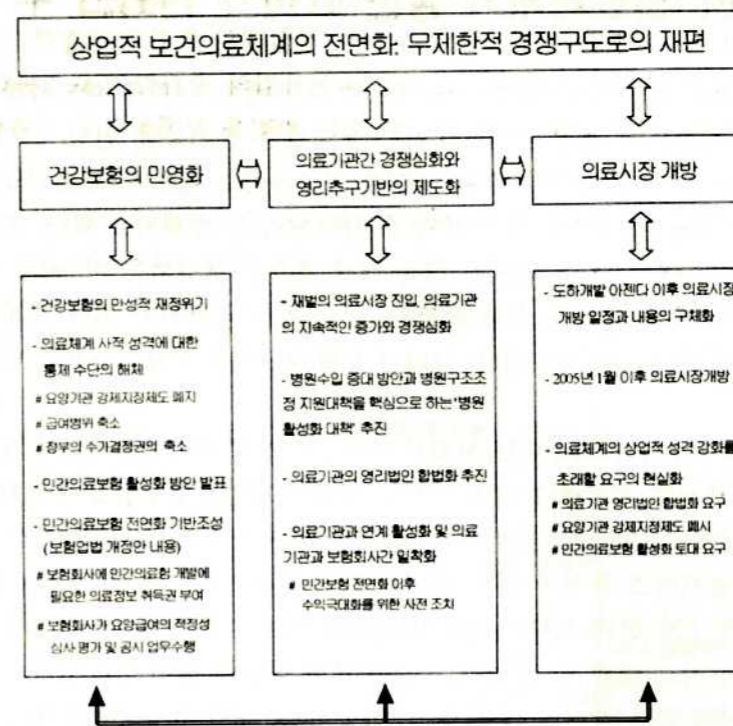 상업적 보건의료체계의 전면화: 무제한적 경쟁구도로의 재편
건강보험의 민영화
의료기관간 경쟁심화와
영리추구기반의 제도화
의료시장 개방
- 건강보험의 만성적 재정위기
- 의료체계 사적 성격에 대한
통제 수단의 해체
# 요양기관 강제지정제도 폐지
# 급여범위 축소
# 정부의 수가결정권의 축소
- 민간의료보험 활성화 방안 발표
- 민간의료보험 전면화 기반조성
(보험업법 개정안 내용)
# 보험회사에 민간의료험 개발에
필요한 의료정보 취득권 부여
# 보험회사가 요양급여의 적정성
심사 평가 및 공시 업무수행
- 재벌의 의료시장 진입, 의료기관
의 지속적인 증가와 경쟁심화
- 병원수입 증대 방안과 병원구조조
정 지원대책을 핵심으로 하는 '병원
활성화 대책' 추진
- 의료기관의 영리법인 합법화 추진
- 의료기관과 연계 활성화 및 의료
기관과 보험회사간 밀착화
# 민간보험 전면화 이후
수익극대화를 위한 사전 조치
- 도하개발 아젠다 이후 의료시장
개방 일정과 내용의 구체화
- 2005년 1월 이후 의료시장개방
- 의료체계의 상업적 성격 강화를
초래할 요구의 현실화
# 의료기관 영리법인 합법화 요구
# 요양기관 강제지정제도 폐시
# 민간의료보험 활성화 토대 요구